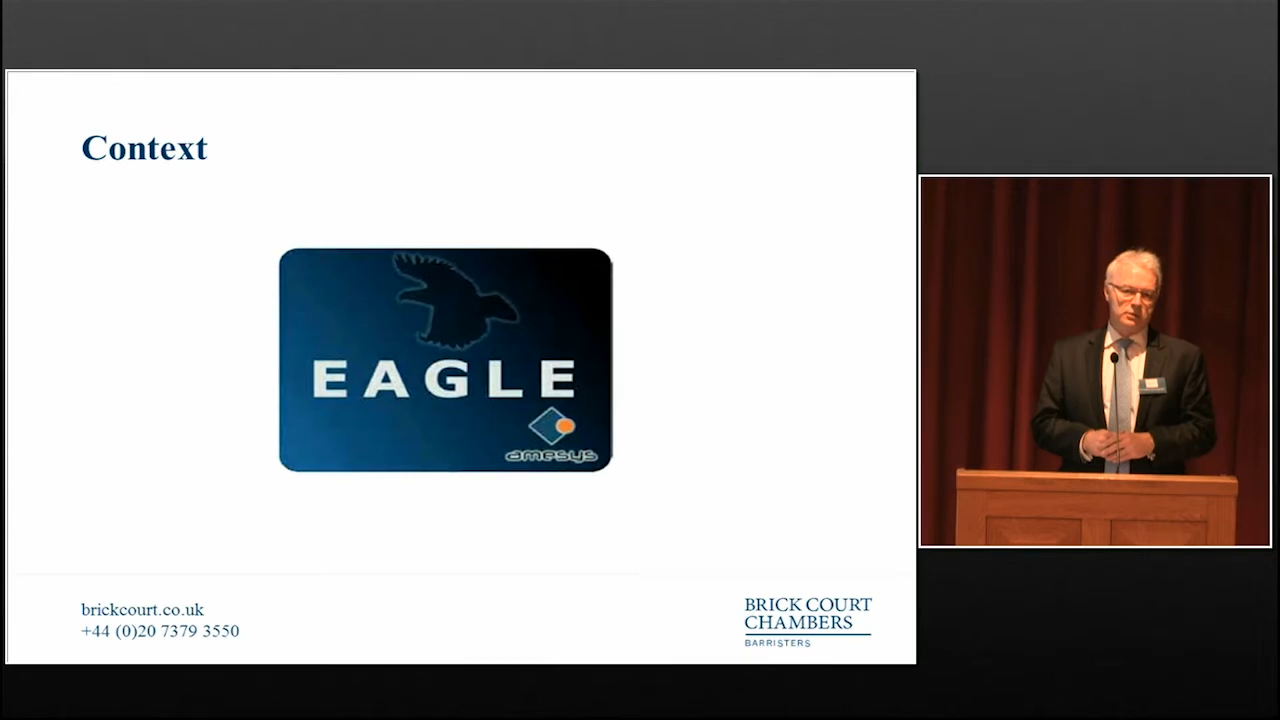 Context
EAGLE
amesys
brickcourt.co.uk
+44 (0)20 7379 3550
BRICK COURT
CHAMBERS
BARRISTERS